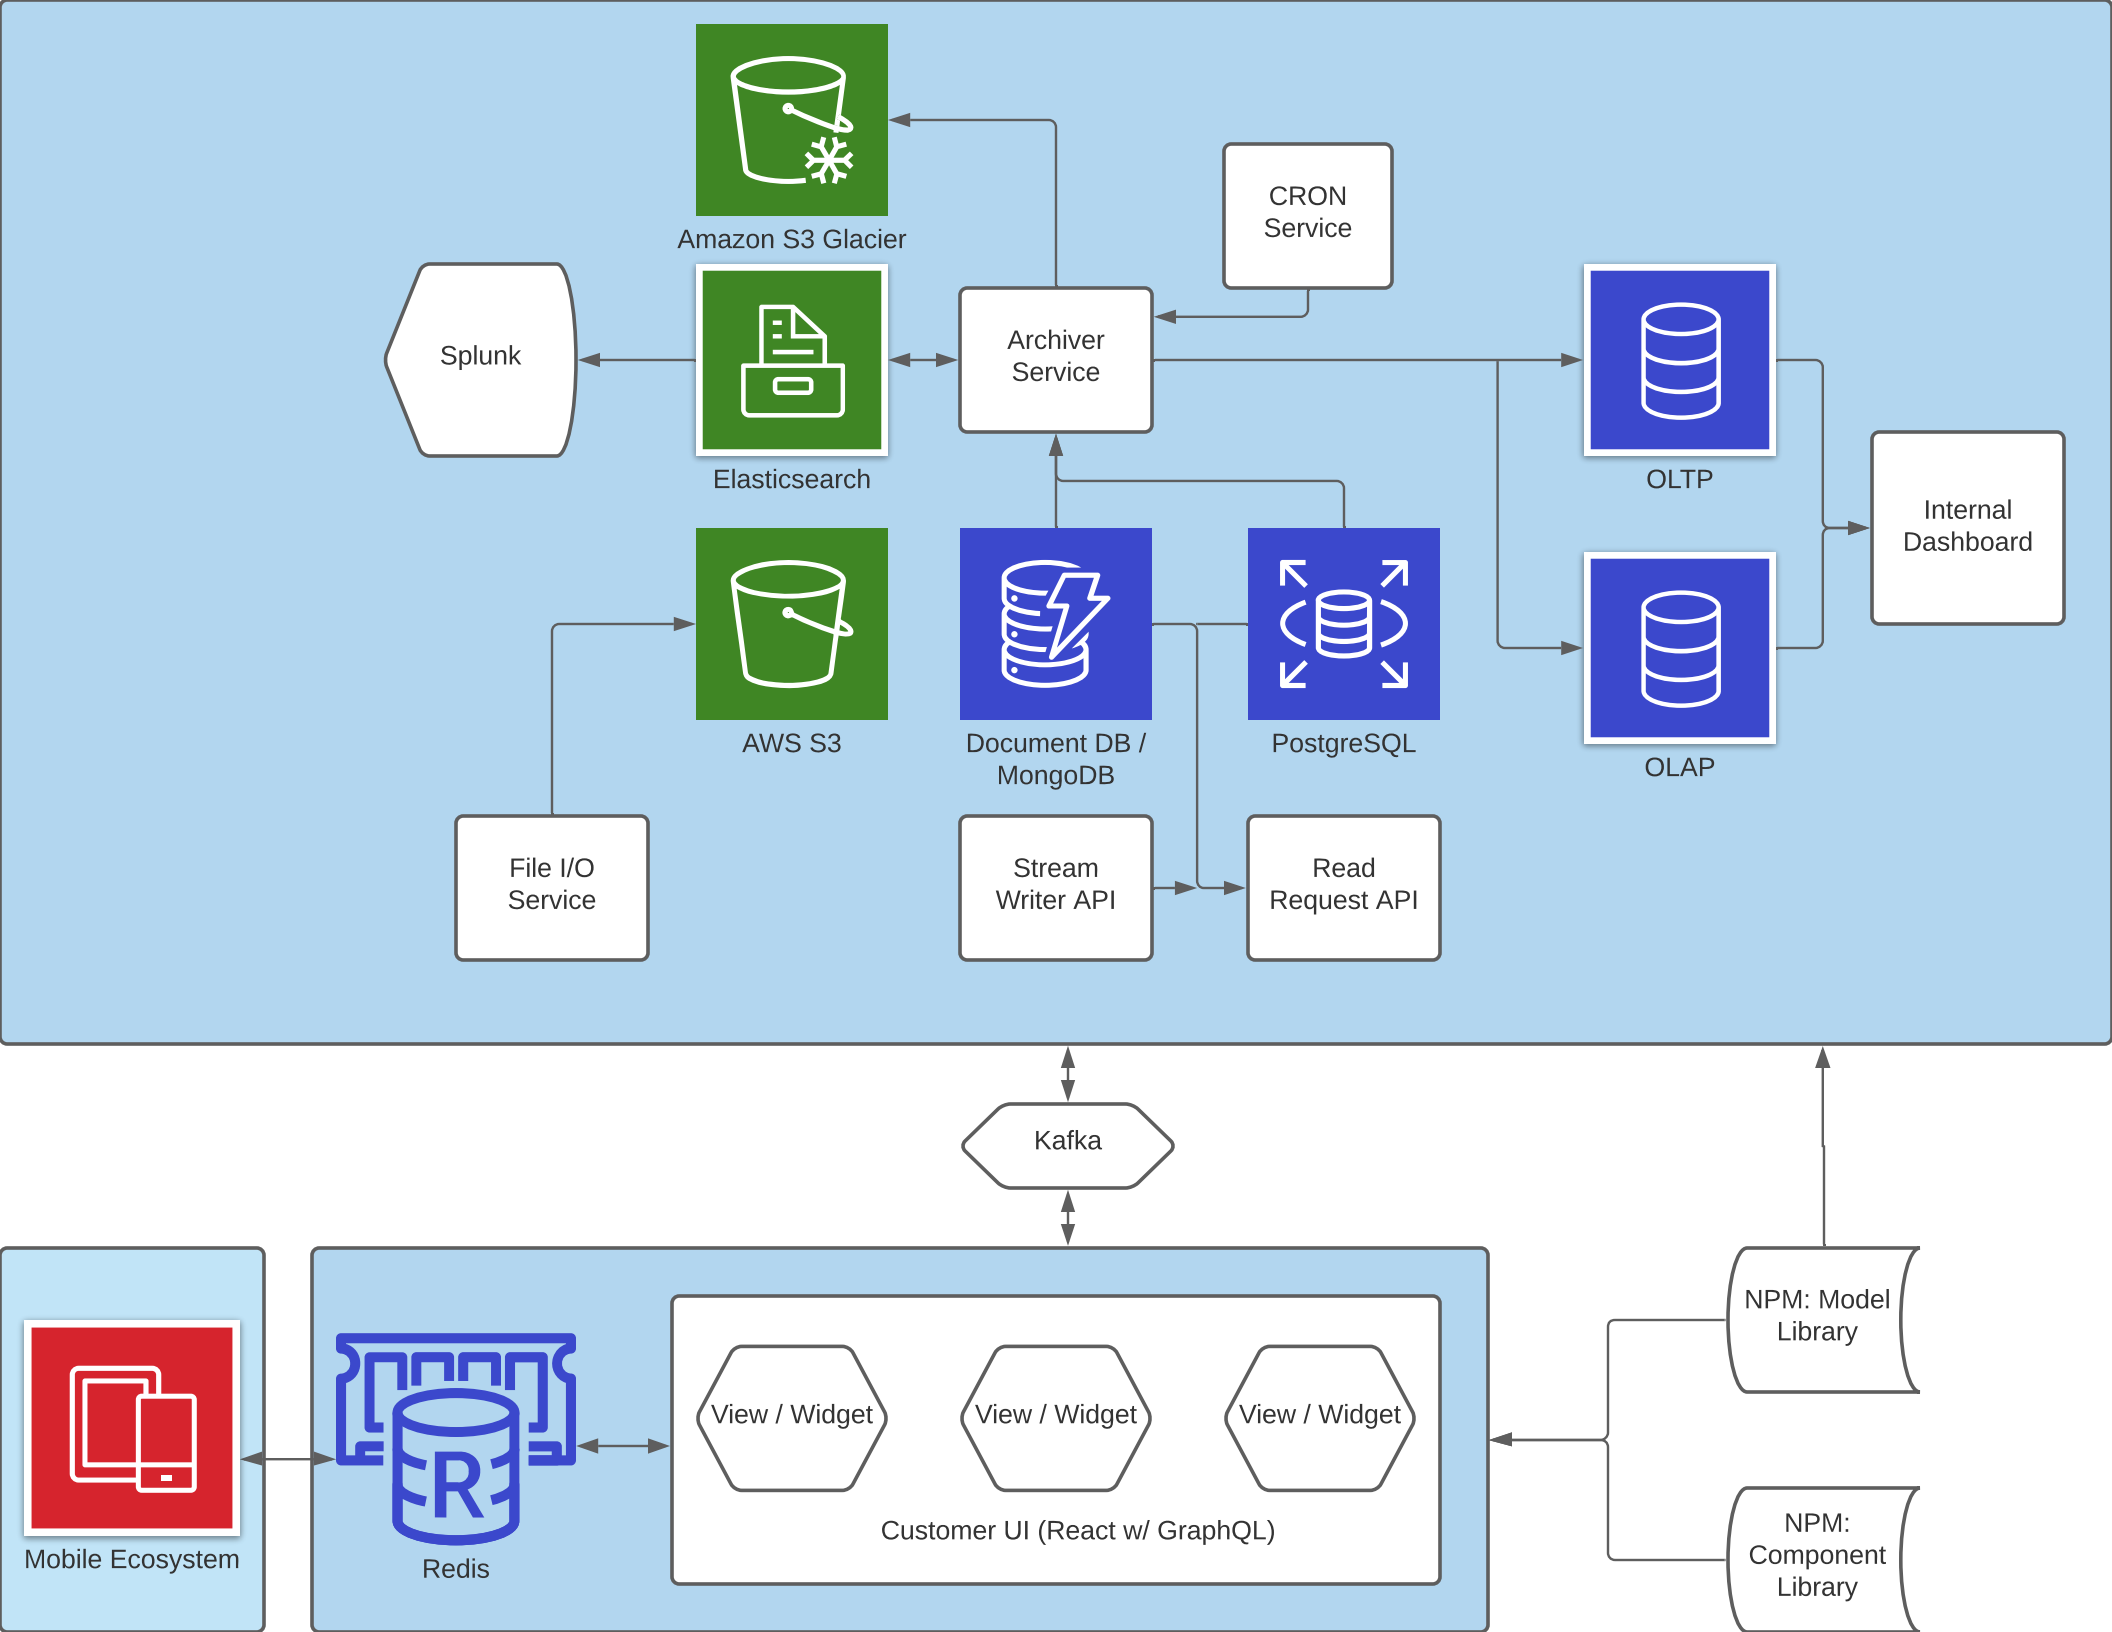 Amazon S3 Glacier
CRON
Service
Splunk
Elasticsearch
Archiver
Service
OLTP
Internal
Dashboard
AWS S3
Document DB /
MongoDB
PostgreSQL
OLAP
File I/O
Service
Stream
Writer API
Read
Request API
Kafka
Mobile Ecosystem
R
Redis
View / Widget
View / Widget
View / Widget
Customer UI (React w/ GraphQL)
NPM: Model
Library
NPM:
Component
Library